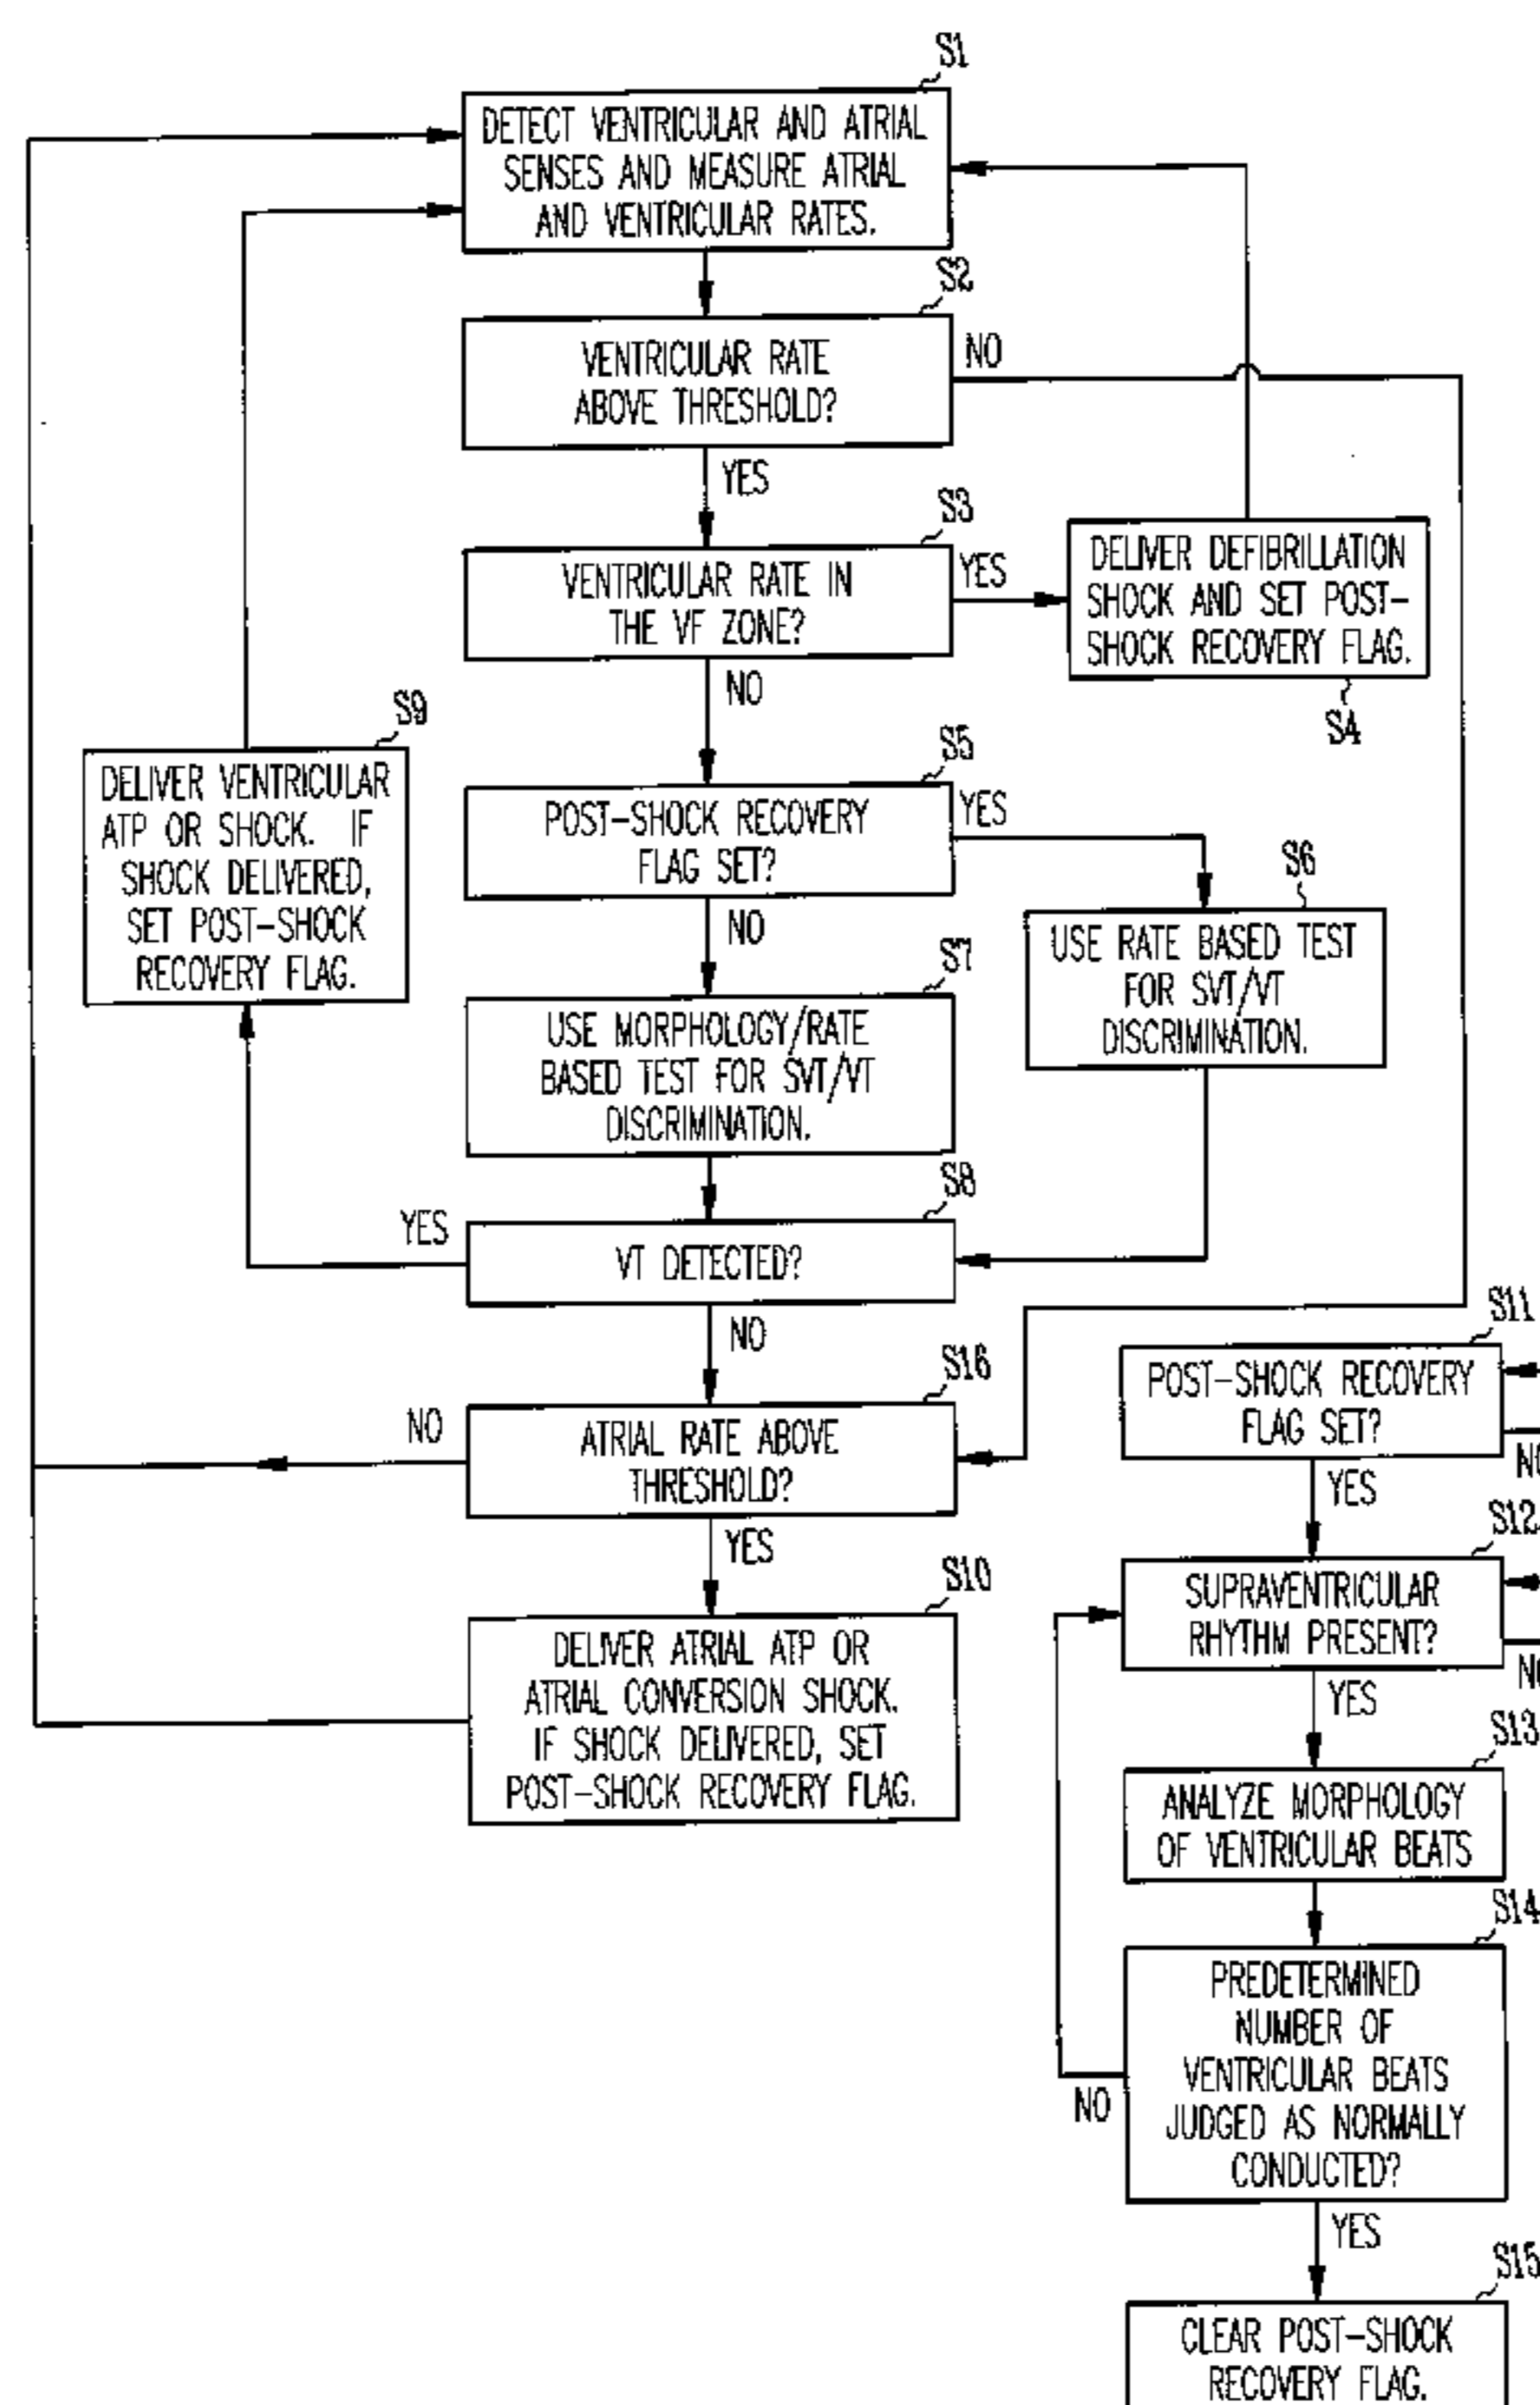 S1
DETECT VENTRICULAR AND ATRIAL
SENSES AND MEASURE ATRIAL
AND VENTRICULAR RATES.
S2
VENTRICULAR RATE
ABOVE THRESHOLD?
NO
YES
S3
VENTRICULAR RATE IN
THE VF ZONE?
YES
NO
DELIVER DEFIBRILLATION
SHOCK AND SET POST-
SHOCK RECOVERY FLAG.
S4
S9
DELIVER VENTRICULAR
ATP OR SHOCK. IF
SHOCK DELIVERED,
SET POST-SHOCK
RECOVERY FLAG.
S5
POST-SHOCK RECOVERY
FLAG SET?
YES
NO
S6
USE RATE BASED TEST
FOR SVT/VT
DISCRIMINATION.
S7
USE MORPHOLOGY/RATE
BASED TEST FOR SVT/VT
DISCRIMINATION.
S8
VT DETECTED?
YES
NO
S16
ATRIAL RATE ABOVE
THRESHOLD?
NO
YES
S10
DELIVER ATRIAL ATP OR
ATRIAL CONVERSION SHOCK.
IF SHOCK DELIVERED, SET
POST-SHOCK RECOVERY FLAG.
S11
POST-SHOCK RECOVERY
FLAG SET?
NO
YES
S12
SUPRAVENTRICULAR
RHYTHM PRESENT?
NO
YES
S13
ANALYZE MORPHOLOGY
OF VENTRICULAR BEATS
S14
PREDETERMINED
NUMBER OF
VENTRICULAR BEATS
JUDGED AS NORMALLY
CONDUCTED?
NO
YES
S15
CLEAR POST-SHOCK
RECOVERY FLAG.